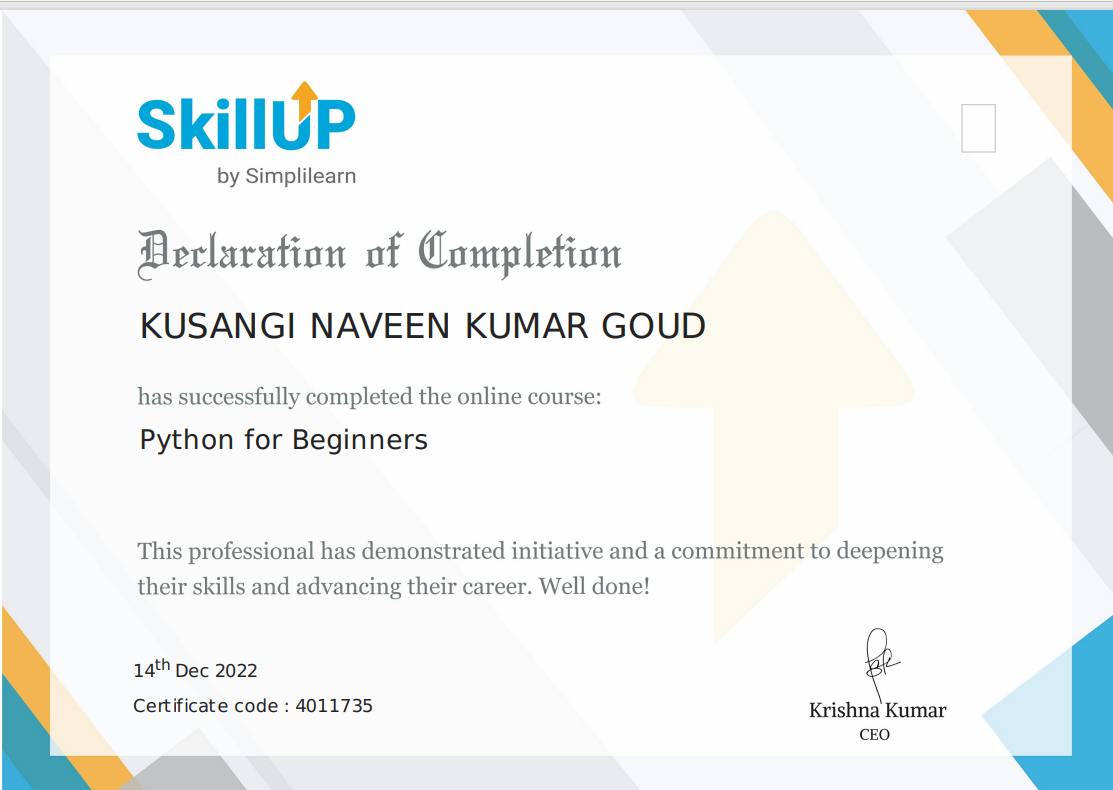 SkillUP
by Simplilearn
Declaration of Completion
KUSANGI NAVEEN KUMAR GOUD
has successfully completed the online course:
Python for Beginners
This professional has demonstrated initiative and a commitment to deepening
their skills and advancing their career. Well done!
14th Dec 2022
Certificate code : 4011735
Krishna Kumar
CEO